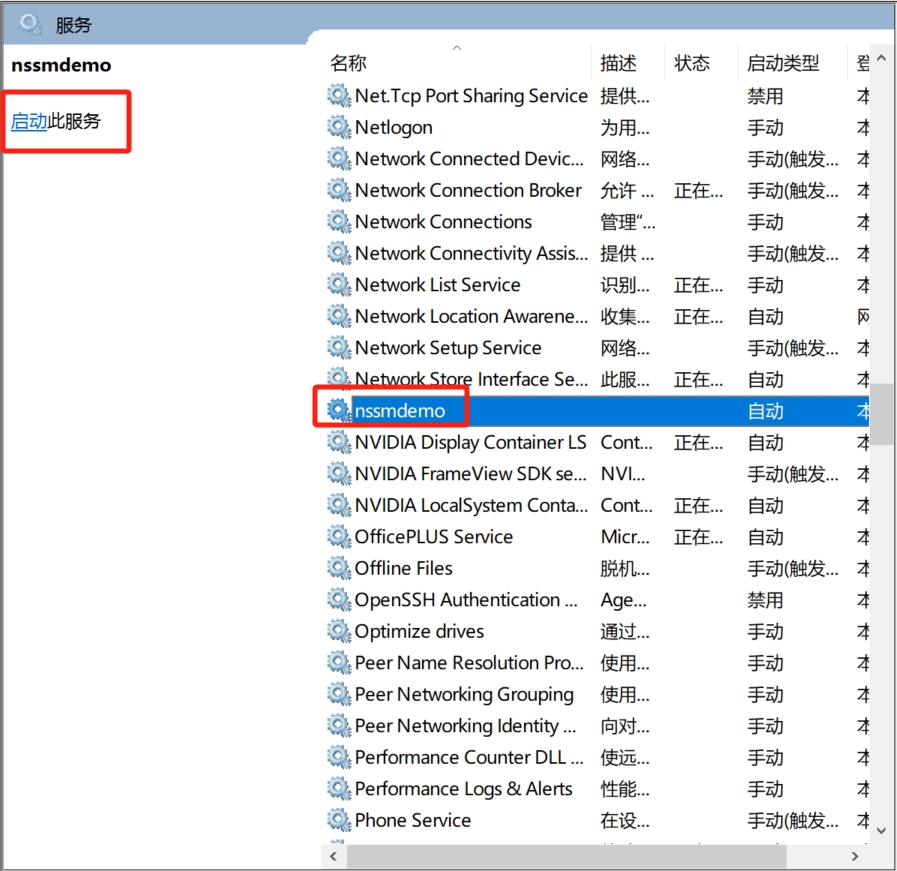 服务
nssmdemo
启动此服务
名称 描述 状态 启动类型 登
Net.Tcp Port Sharing Service 提供... 禁用 本
Netlogon 为用... 手动 本
Network Connected Devic... 网络... 手动(触发... 本
Network Connection Broker 允许 ... 正在... 手动(触发... 本
Network Connections 管理“... 手动 本
Network Connectivity Assis... 提供 ... 手动(触发... 本
Network List Service 识别... 正在... 手动 本
Network Location Awarene... 收集... 正在... 自动 网
Network Setup Service 网络... 手动(触发... 本
Network Store Interface Se... 此服... 正在... 自动 本
nssmdemo 自动 本
NVIDIA Display Container LS Cont... 正在... 自动 本
NVIDIA FrameView SDK se... NVI... 手动(触发... 本
NVIDIA LocalSystem Conta... Cont... 正在... 自动 本
OfficePLUS Service Micr... 正在... 自动 本
Offline Files 脱机... 手动(触发... 本
OpenSSH Authentication ... Age... 禁用 本
Optimize drives 通过... 手动 本
Peer Name Resolution Pro... 使用... 手动 本
Peer Networking Grouping 使用... 手动 本
Peer Networking Identity ... 向对... 手动 本
Performance Counter DLL ... 使远... 手动 本
Performance Logs & Alerts 性能... 手动 本
Phone Service 在设... 手动(触发... 本